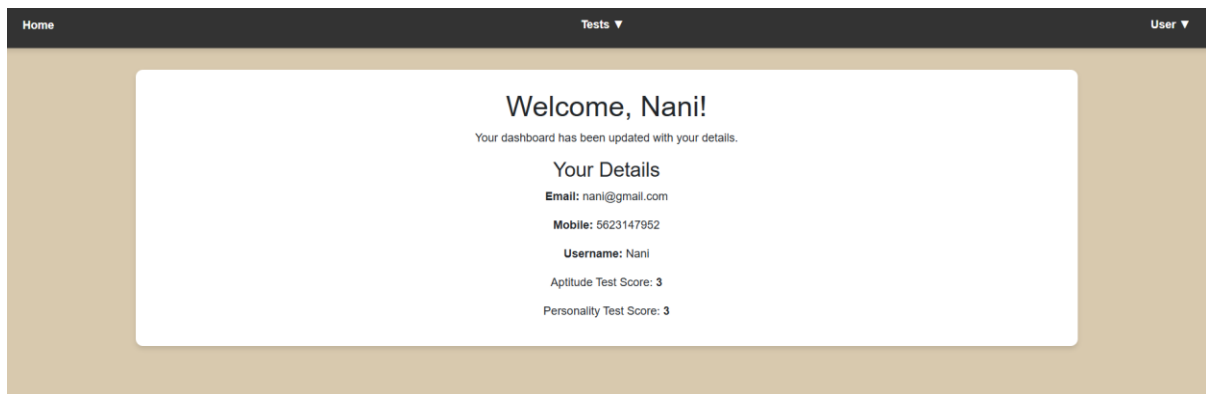 Home Tests ▼ User ▼
Welcome, Nani!
Your dashboard has been updated with your details.
Your Details
Email: nani@gmail.com
Mobile: 5623147952
Username: Nani
Aptitude Test Score: 3
Personality Test Score: 3